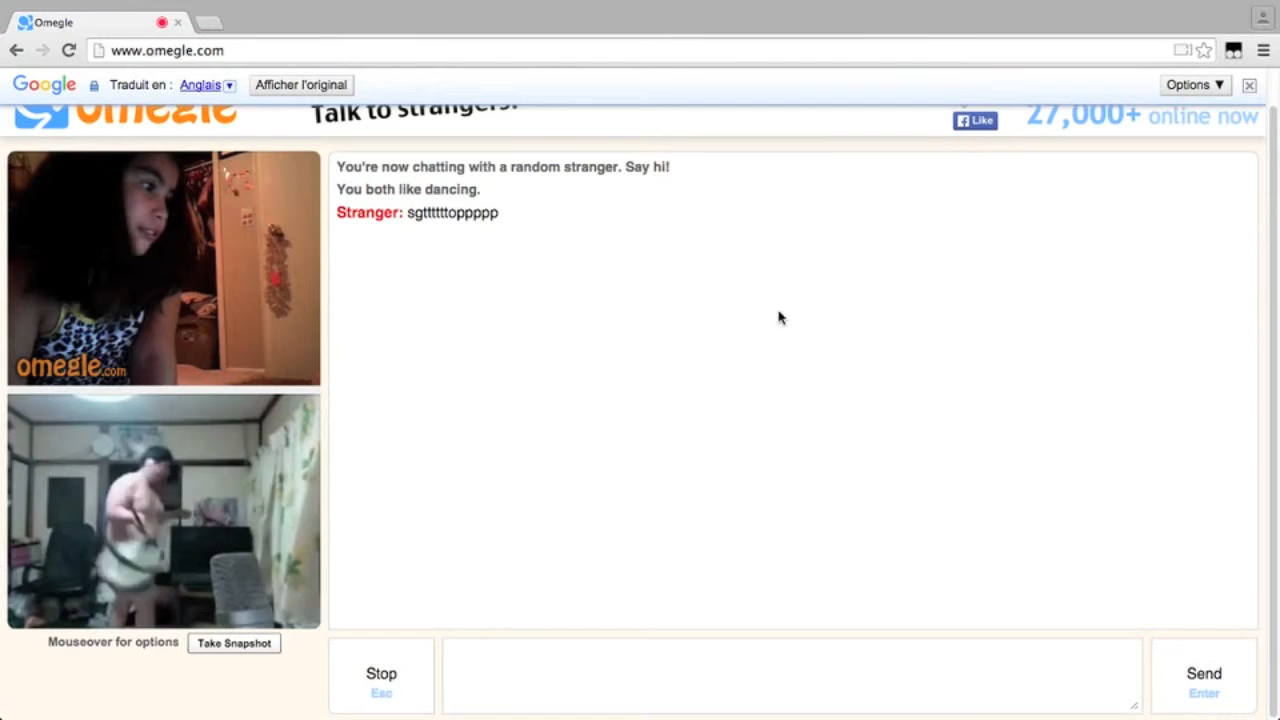 Omegle
www.omegle.com
Google Traduit en : Anglais Afficher l'original Options
omegle Talk to strangers! Like 27,000+ online now
You're now chatting with a random stranger. Say hi!
You both like dancing.
Stranger: sgttttttoppppp
omegle.com
Mouseover for options Take Snapshot
Stop
Esc
Send
Enter